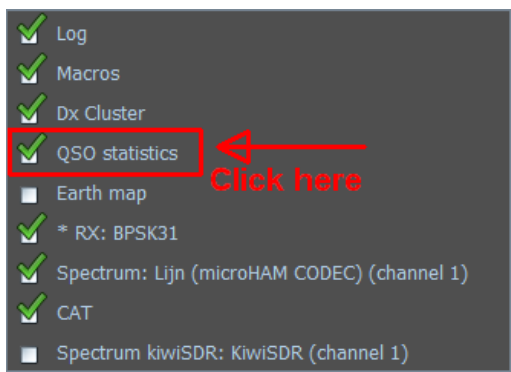 Log
Macros
Dx Cluster
QSO statistics
Click here
Earth map
* RX: BPSK31
Spectrum: Lijn (microHAM CODEC) (channel 1)
CAT
Spectrum kiwiSDR: KiwiSDR (channel 1)